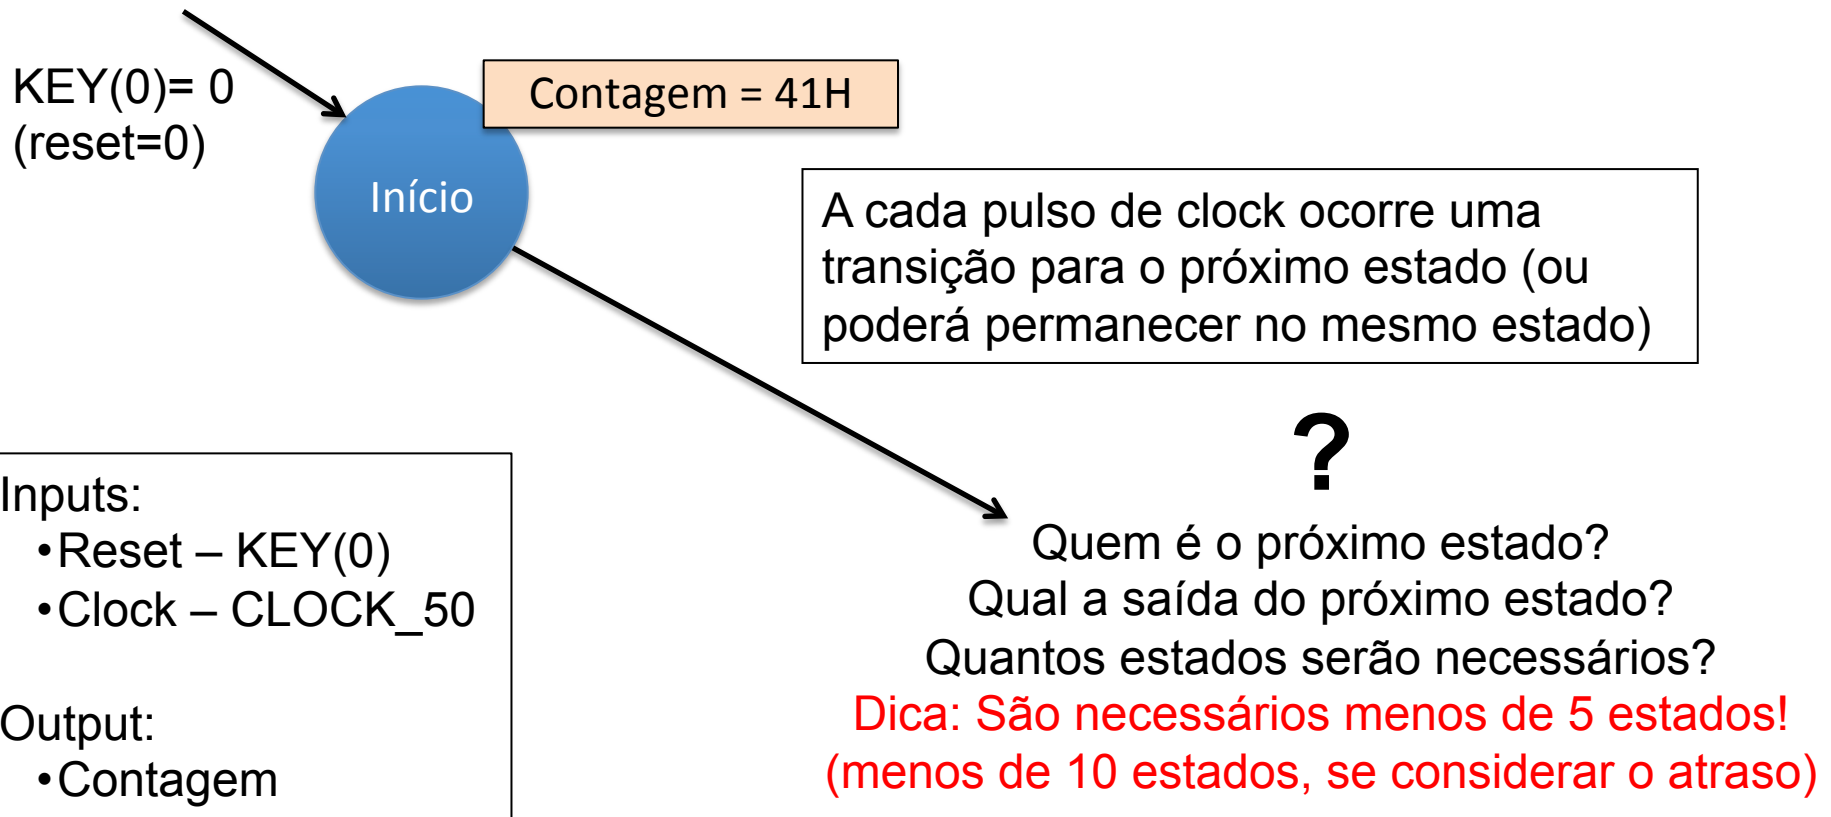 KEY(0)= 0
(reset=0)
Contagem = 41H
Início
A cada pulso de clock ocorre uma
transição para o próximo estado (ou
poderá permanecer no mesmo estado)
?
Quem é o próximo estado?
Qual a saída do próximo estado?
Quantos estados serão necessários?
Dica: São necessários menos de 5 estados!
(menos de 10 estados, se considerar o atraso)
Inputs:
•Reset – KEY(0)
•Clock – CLOCK_50
Output:
•Contagem